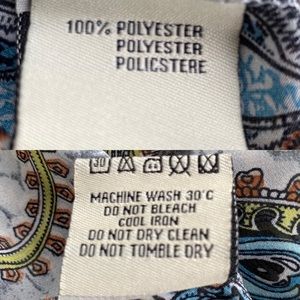 100% POLYESTER
POLYESTER
POLICSTERE
30
MACHINE WASH 30°C
DO NOT BLEACH
COOL IRON
DO NOT DRY CLEAN
DO NOT TOMBLE DRY